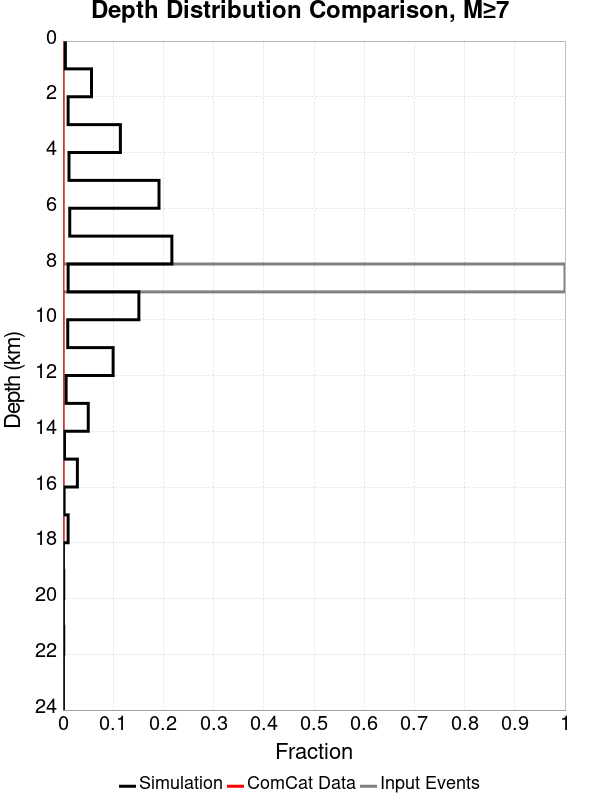 Depth Distribution Comparison, M≥7
0
2
4
6
8
10
12
14
16
18
20
22
24
Depth (km)
0 0.1 0.2 0.3 0.4 0.5 0.6 0.7 0.8 0.9 1
Fraction
Simulation ComCat Data Input Events